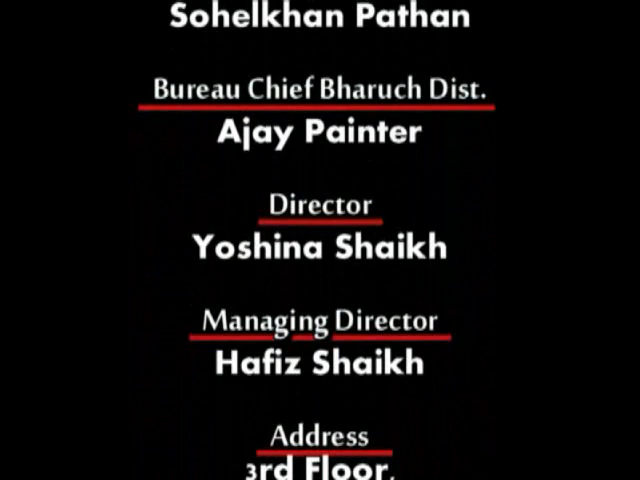 Sohelkhan Pathan
Bureau Chief Bharuch Dist.
Ajay Painter
Director
Yoshina Shaikh
Managing Director
Hafiz Shaikh
Address
3rd Floor,